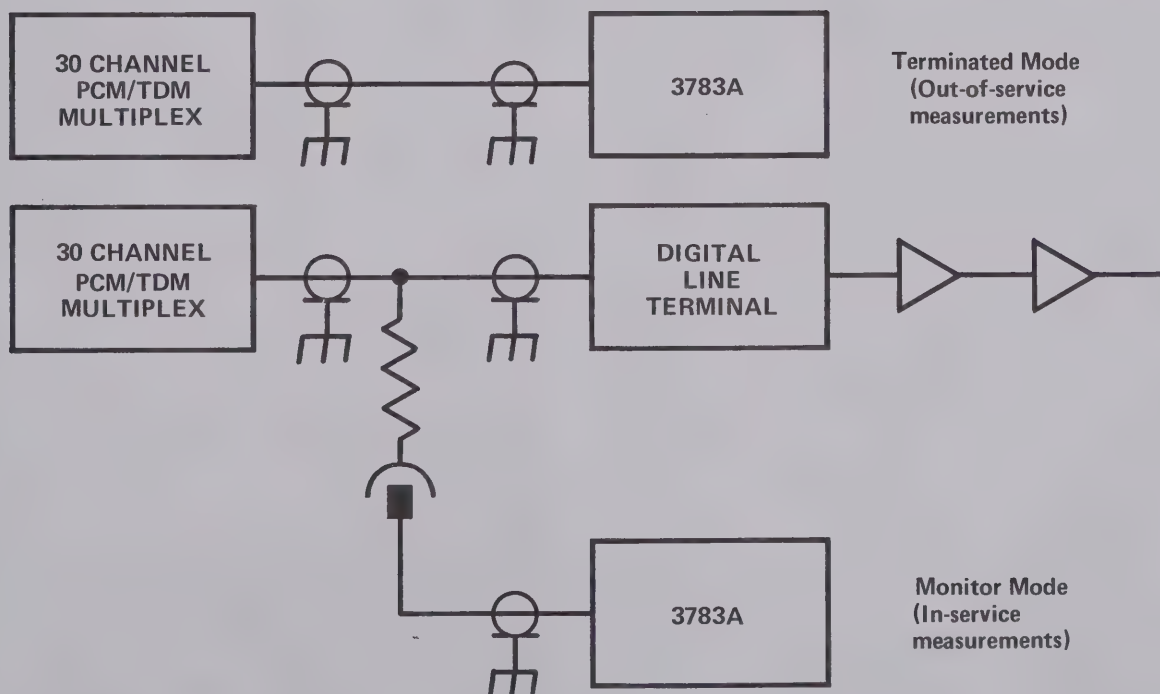 30 CHANNEL
PCM/TDM
MULTIPLEX
3783A
Terminated Mode
(Out-of-service
measurements)
30 CHANNEL
PCM/TDM
MULTIPLEX
DIGITAL
LINE
TERMINAL
3783A
Monitor Mode
(In-service
measurements)